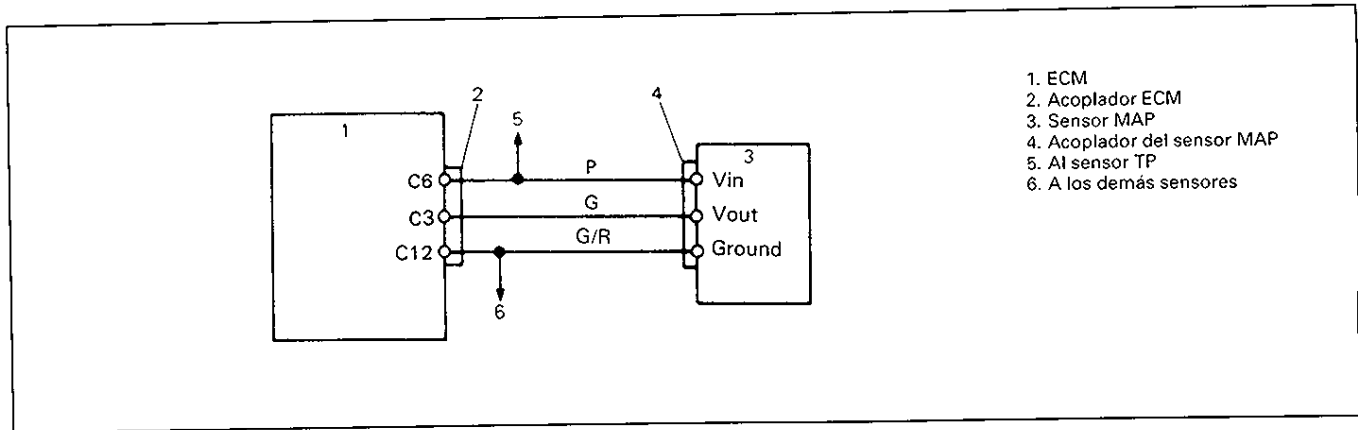 1. ECM
2. Acoplador ECM
3. Sensor MAP
4. Acoplador del sensor MAP
5. Al sensor TP
6. A los demás sensores
1
2
4
5
3
C6
P
Vin
C3
G
Vout
C12
G/R
Ground
6